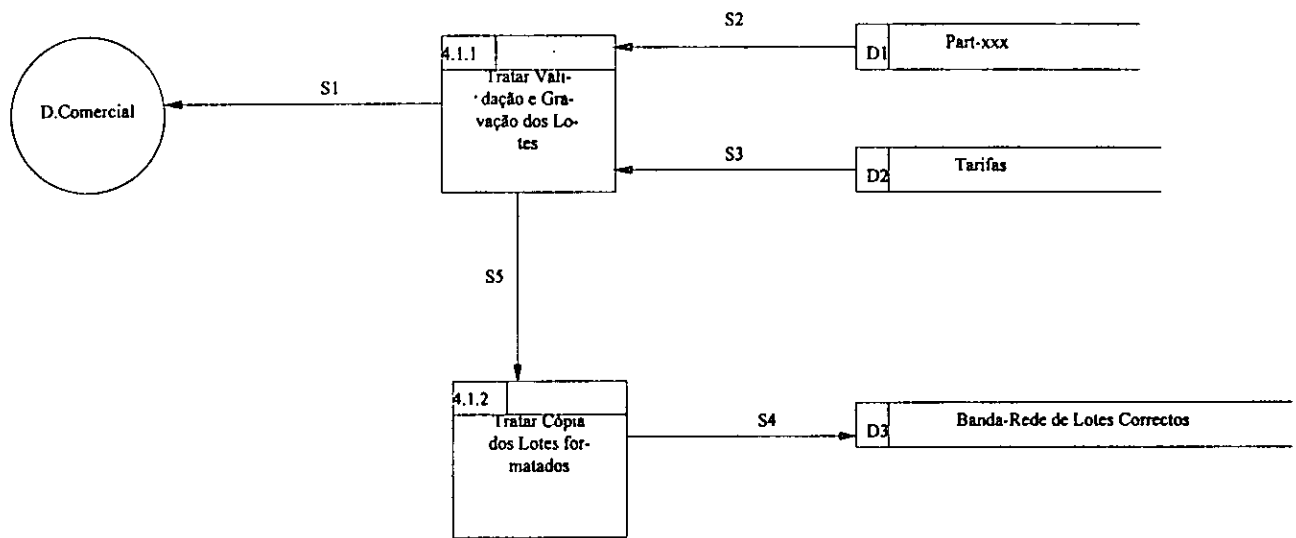 S2
4.1.1
D1
Part-xxx
Tratar Vali-
dação e Gra-
vação dos Lo-
tes
D.Comercial
S1
S3
D2
Tarifas
S5
4.1.2
Tratar Cópia
dos Lotes for-
matados
S4
D3
Banda-Rede de Lotes Correctos